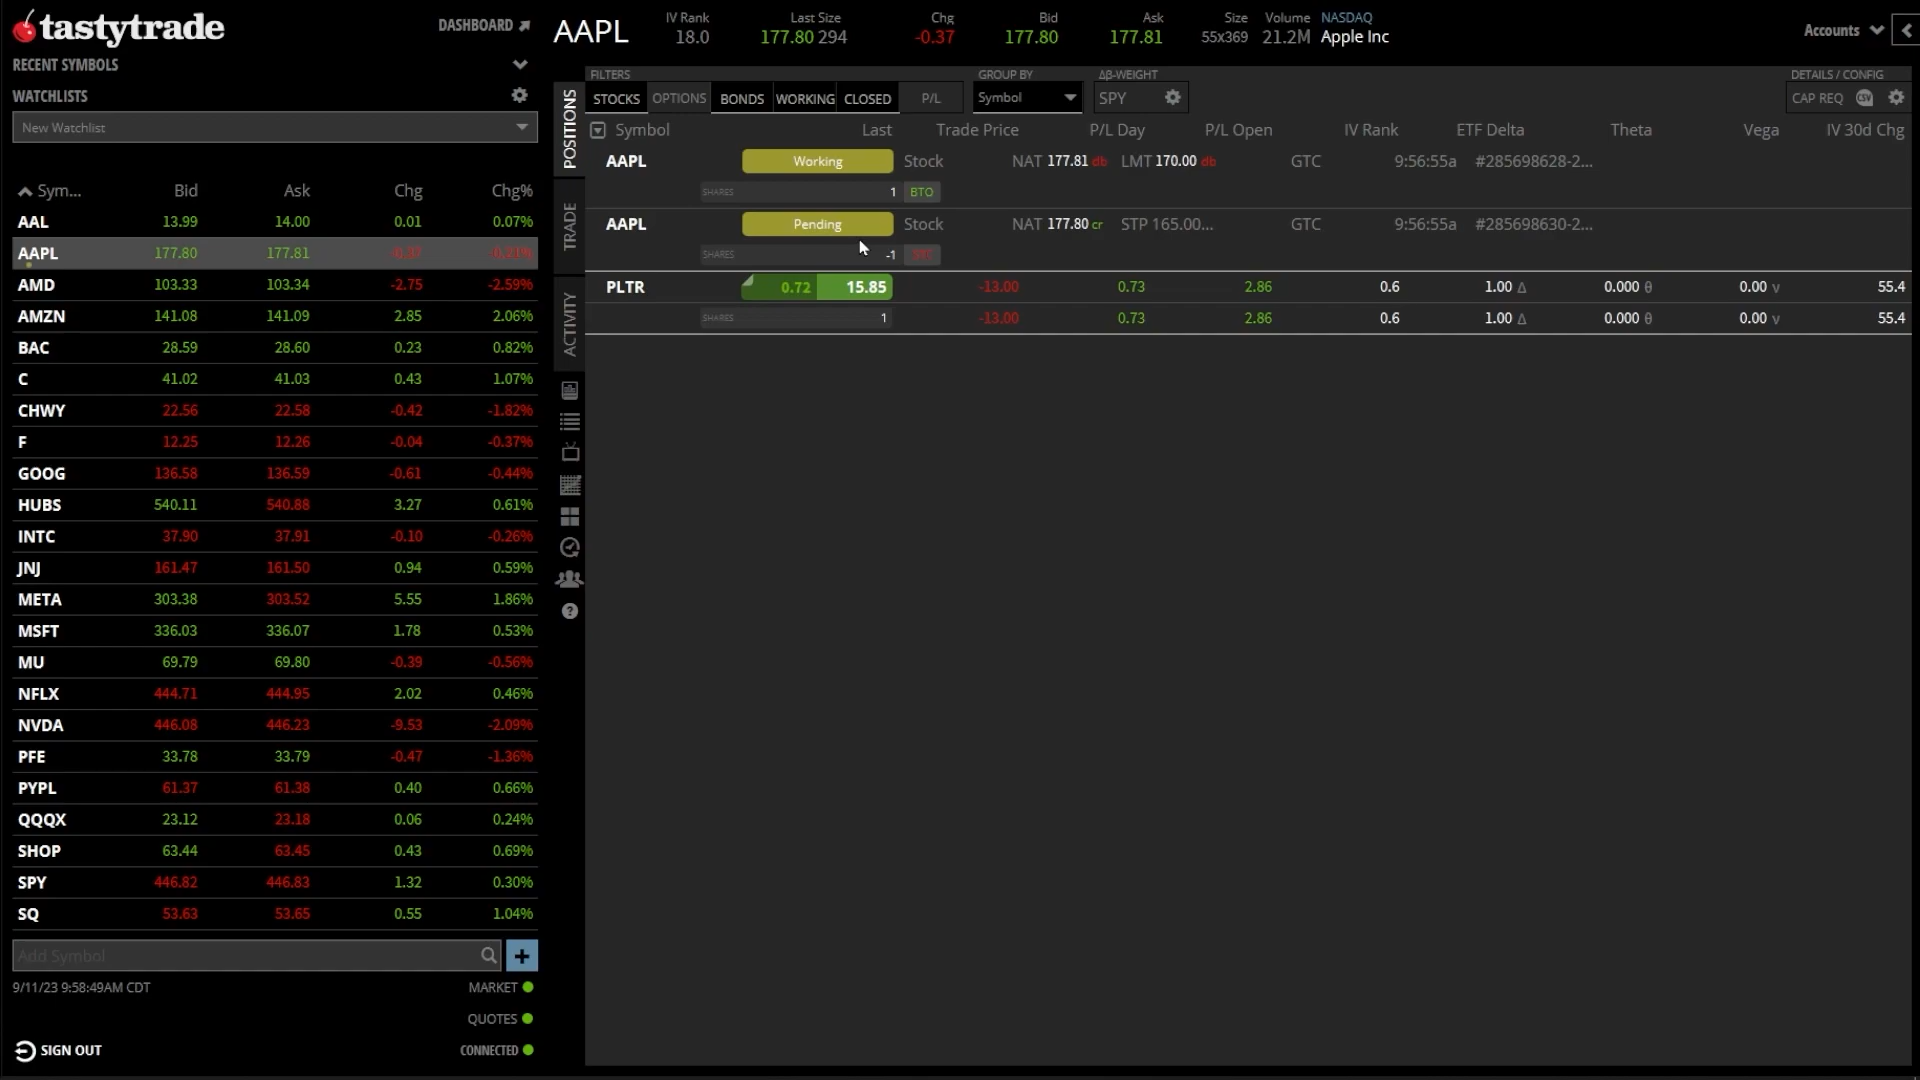 tastytrade
DASHBOARD
RECENT SYMBOLS
WATCHLISTS
New Watchlist
Sym... Bid Ask Chg Chg%
AAL 13.99 14.00 0.01 0.07%
AAPL 177.80 177.81 -0.37 -0.21%
AMD 103.33 103.34 -2.75 -2.59%
AMZN 141.08 141.09 2.85 2.06%
BAC 28.59 28.60 0.23 0.82%
C 41.02 41.03 0.43 1.07%
CHWY 22.56 22.58 -0.42 -1.82%
F 12.25 12.26 -0.04 -0.37%
GOOG 136.58 136.59 -0.61 -0.44%
HUBS 540.11 540.88 3.27 0.61%
INTC 37.90 37.91 -0.10 -0.26%
JNJ 161.47 161.50 0.94 0.59%
META 303.38 303.52 5.55 1.86%
MSFT 336.03 336.07 1.78 0.53%
MU 69.79 69.80 -0.39 -0.56%
NFLX 444.71 444.95 2.02 0.46%
NVDA 446.08 446.23 -9.53 -2.09%
PFE 33.78 33.79 -0.47 -1.36%
PYPL 61.37 61.38 0.40 0.66%
QQQX 23.12 23.18 0.06 0.24%
SHOP 63.44 63.45 0.43 0.69%
SPY 446.82 446.83 1.32 0.30%
SQ 53.63 53.65 0.55 1.04%
Add Symbol
9/11/23 9:58:49AM CDT MARKET
QUOTES
SIGN OUT CONNECTED
POSITIONS
TRADE
ACTIVITY
AAPL
IV Rank Last Size Chg Bid Ask Size Volume NASDAQ
18.0 177.80 294 -0.37 177.80 177.81 55x369 21.2M Apple Inc
Accounts
FILTERS GROUP BY Δβ-WEIGHT DETAILS / CONFIG
STOCKS OPTIONS BONDS WORKING CLOSED P/L Symbol SPY CAP REQ CSV
Symbol Last Trade Price P/L Day P/L Open IV Rank ETF Delta Theta Vega IV 30d Chg
AAPL Working Stock NAT 177.81 db LMT 170.00 db GTC 9:56:55a #285698628-2...
SHARES 1 BTO
AAPL Pending Stock NAT 177.80 cr STP 165.00... GTC 9:56:55a #285698630-2...
SHARES -1 STC
PLTR 0.72 15.85 -13.00 0.73 2.86 0.6 1.00 Δ 0.000 θ 0.00 v 55.4
SHARES 1 -13.00 0.73 2.86 0.6 1.00 Δ 0.000 θ 0.00 v 55.4